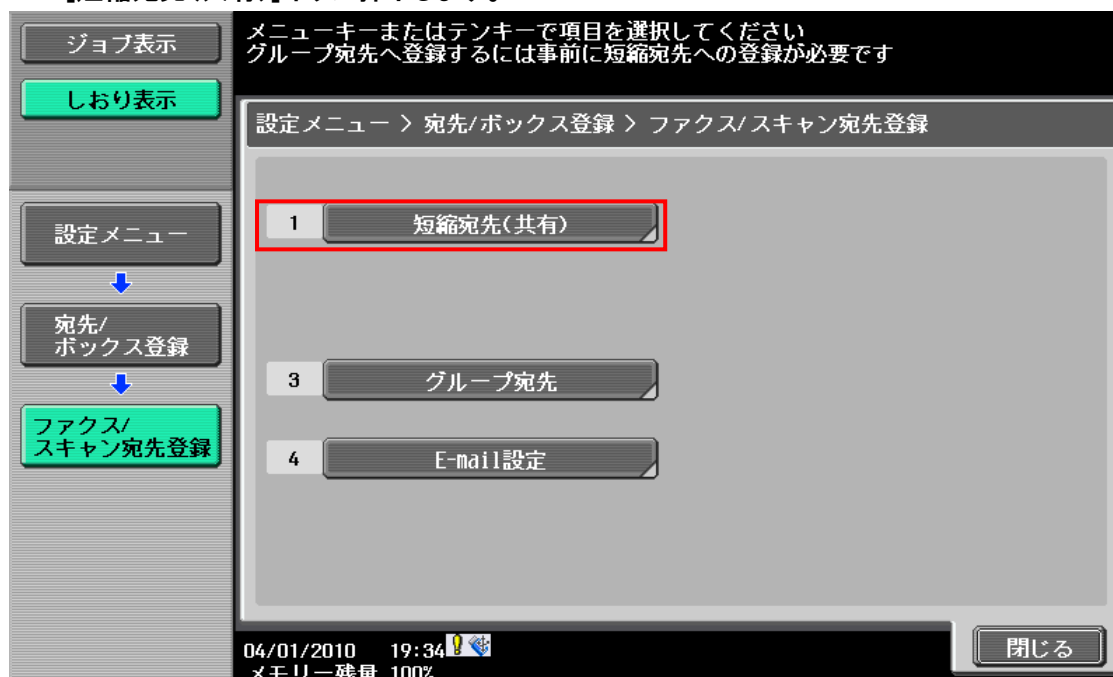 ジョブ表示
しおり表示
メニューキーまたはテンキーで項目を選択してください
グループ宛先へ登録するには事前に短縮宛先への登録が必要です
設定メニュー > 宛先/ボックス登録 > ファクス/スキャン宛先登録
設定メニュー
宛先/
ボックス登録
ファクス/
スキャン宛先登録
1 短縮宛先(共有)
3 グループ宛先
4 E-mail設定
04/01/2010 19:34
メモリー残量 100%
閉じる